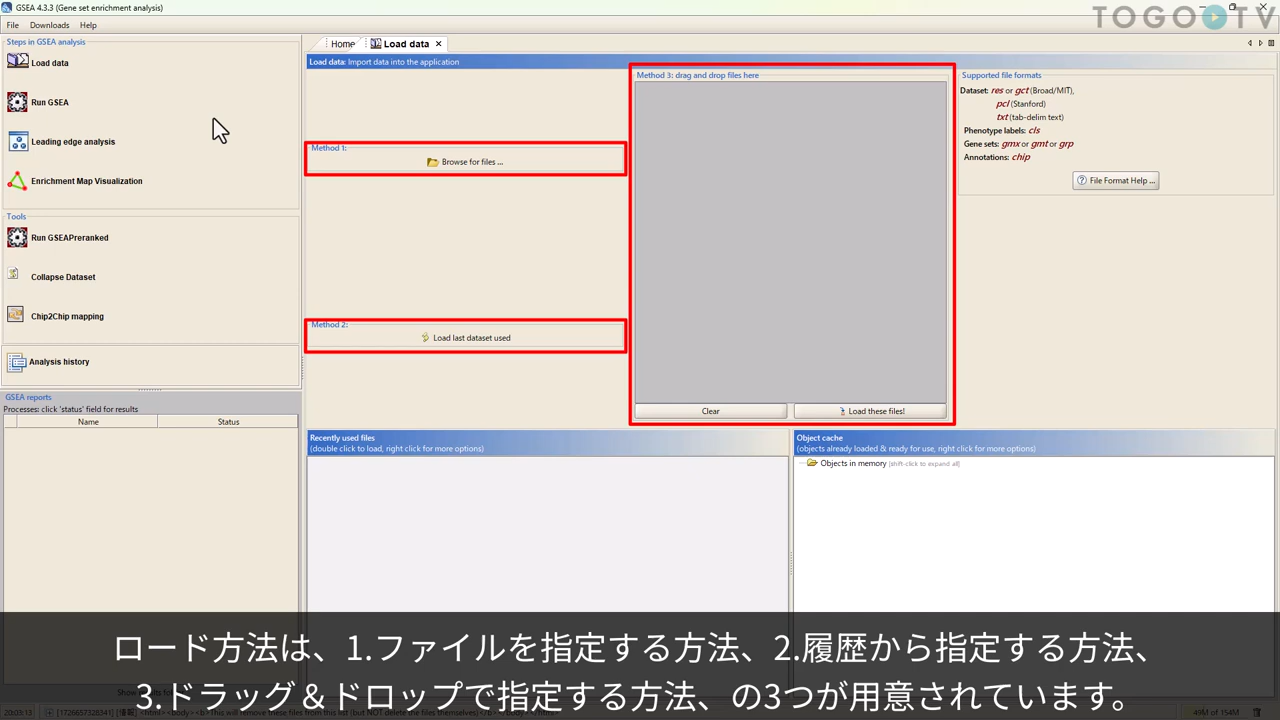 GSEA 4.3.3 (Gene set enrichment analysis)
TOGO TV
File Downloads Help
Steps in GSEA analysis
Load data
Run GSEA
Leading edge analysis
Enrichment Map Visualization
Tools
Run GSEAPreranked
Collapse Dataset
Chip2Chip mapping
Analysis history
GSEA reports
Processes: click 'status' field for results
Name Status
Home Load data
Load data: Import data into the application
Method 1:
Browse for files ...
Method 2:
Load last dataset used
Method 3: drag and drop files here
Clear Load these files!
Supported file formats
Dataset: res or gct (Broad/MIT),
pcl (Stanford)
txt (tab-delim text)
Phenotype labels: cls
Gene sets: gmx or gmt or grp
Annotations: chip
File Format Help ...
Recently used files
(double click to load, right click for more options)
Object cache
(objects already loaded & ready for use, right click for more options)
Objects in memory (shift-click to expand all)
ロード方法は、1.ファイルを指定する方法、2.履歴から指定する方法、
3.ドラッグ＆ドロップで指定する方法、の3つが用意されています。
49M of 154M